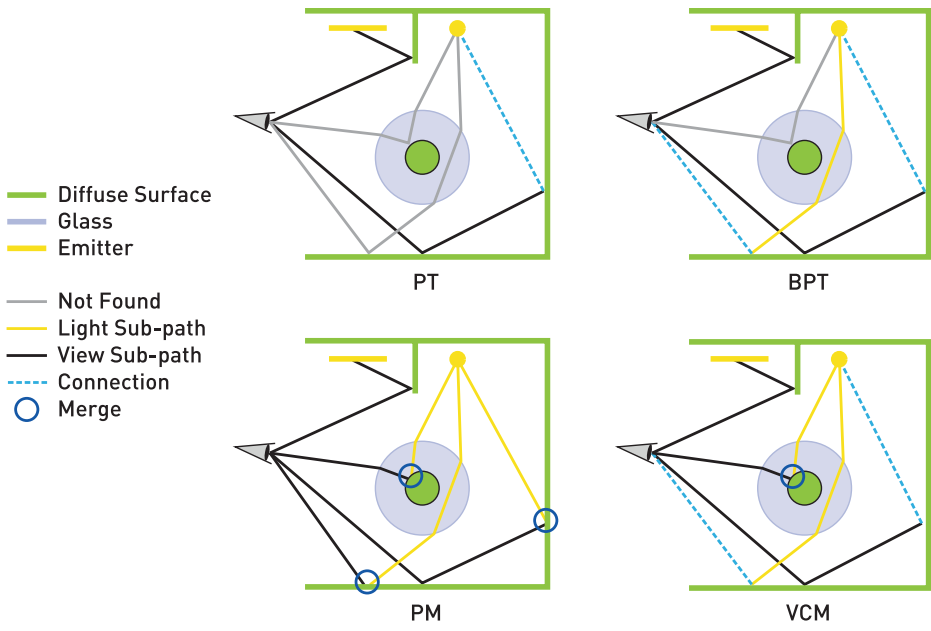 Diffuse Surface
Glass
Emitter
Not Found
Light Sub-path
View Sub-path
Connection
Merge
PT
BPT
PM
VCM